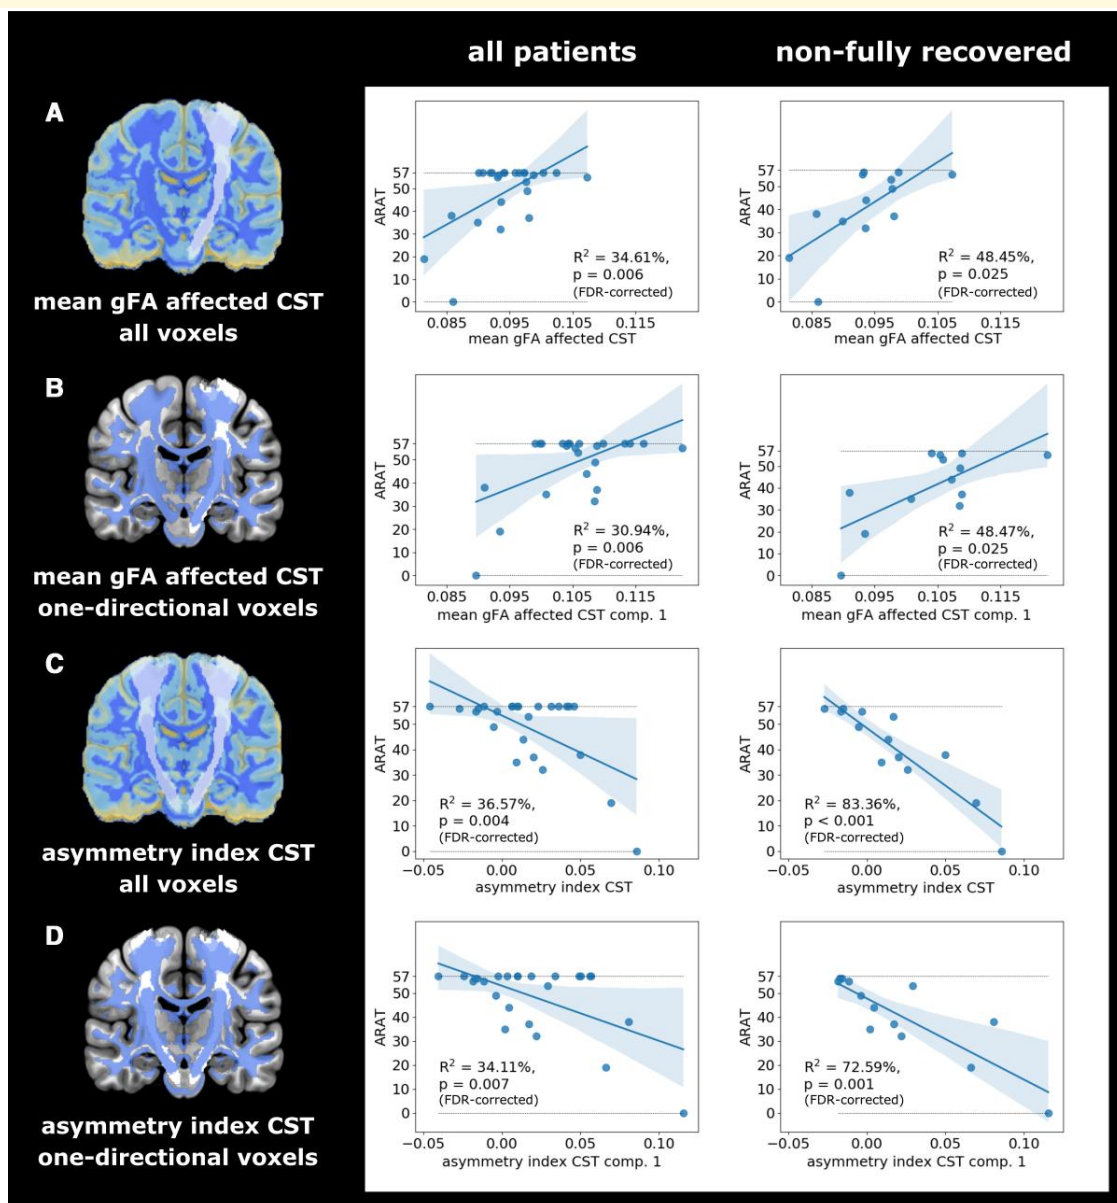 all patients
non-fully recovered
A
mean gFA affected CST
all voxels
ARAT
57
50
40
30
20
10
0
R² = 34.61%,
p = 0.006
(FDR-corrected)
0.085 0.095 0.105 0.115
mean gFA affected CST
ARAT
57
50
40
30
20
10
0
R² = 48.45%,
p = 0.025
(FDR-corrected)
0.085 0.095 0.105 0.115
mean gFA affected CST
B
mean gFA affected CST
one-directional voxels
ARAT
57
50
40
30
20
10
0
R² = 30.94%,
p = 0.006
(FDR-corrected)
0.085 0.095 0.105 0.115
mean gFA affected CST comp. 1
ARAT
57
50
40
30
20
10
0
R² = 48.47%,
p = 0.025
(FDR-corrected)
0.085 0.095 0.105 0.115
mean gFA affected CST comp. 1
C
asymmetry index CST
all voxels
ARAT
57
50
40
30
20
10
0
R² = 36.57%,
p = 0.004
(FDR-corrected)
−0.05 0.00 0.05 0.10
asymmetry index CST
ARAT
57
50
40
30
20
10
0
R² = 83.36%,
p < 0.001
(FDR-corrected)
−0.05 0.00 0.05 0.10
asymmetry index CST
D
asymmetry index CST
one-directional voxels
ARAT
57
50
40
30
20
10
0
R² = 34.11%,
p = 0.007
(FDR-corrected)
−0.05 0.00 0.05 0.10
asymmetry index CST comp. 1
ARAT
57
50
40
30
20
10
0
R² = 72.59%,
p = 0.001
(FDR-corrected)
−0.05 0.00 0.05 0.10
asymmetry index CST comp. 1